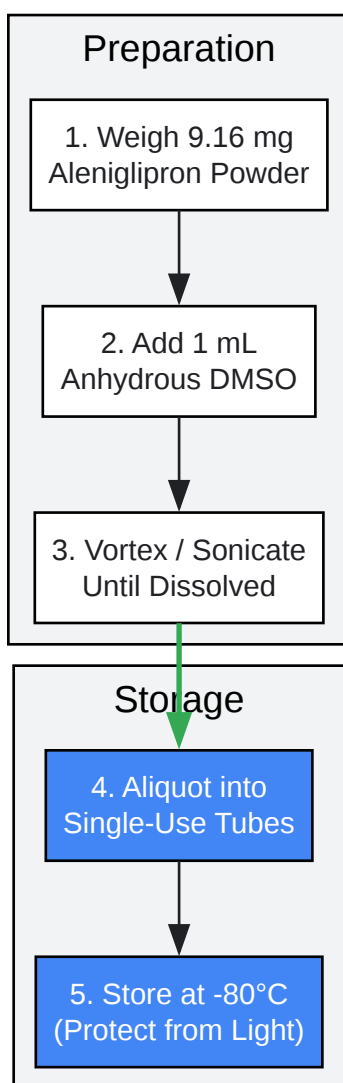 Preparation
1. Weigh 9.16 mg
Aleniglipron Powder
2. Add 1 mL
Anhydrous DMSO
3. Vortex / Sonicate
Until Dissolved
Storage
4. Aliquot into
Single-Use Tubes
5. Store at -80°C
(Protect from Light)